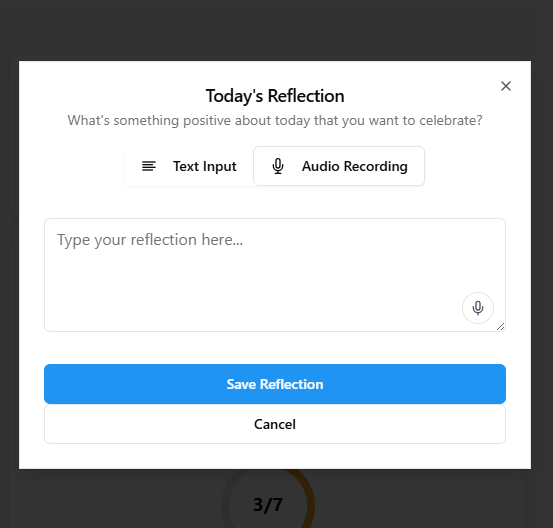 Today's Reflection
What's something positive about today that you want to celebrate?
Text Input
Audio Recording
Type your reflection here...
Save Reflection
Cancel
3/7